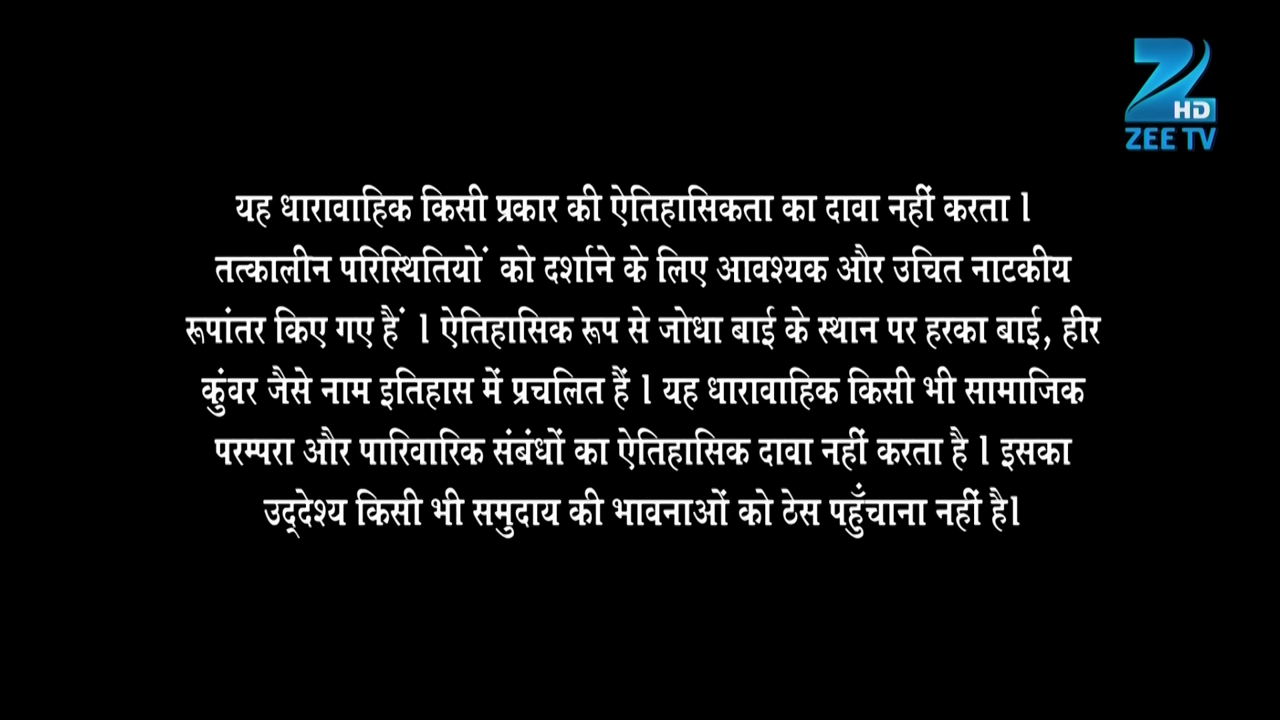 HD
ZEE TV
यह धारावाहिक किसी प्रकार की ऐतिहासिकता का दावा नहीं करता।
तत्कालीन परिस्थितियों को दर्शाने के लिए आवश्यक और उचित नाटकीय
रूपांतर किए गए हैं । ऐतिहासिक रूप से जोधा बाई के स्थान पर हरका बाई, हीर
कुंवर जैसे नाम इतिहास में प्रचलित हैं। यह धारावाहिक किसी भी सामाजिक
परम्परा और पारिवारिक संबंधों का ऐतिहासिक दावा नहीं करता है। इसका
उद्देश्य किसी भी समुदाय की भावनाओं को ठेस पहुँचाना नहीं है।